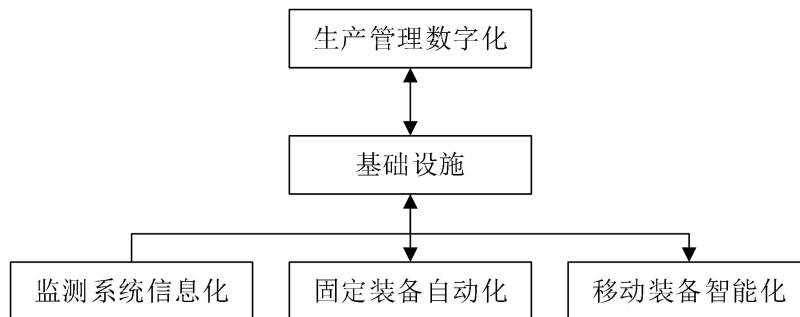 生产管理数字化
基础设施
监测系统信息化
固定装备自动化
移动装备智能化